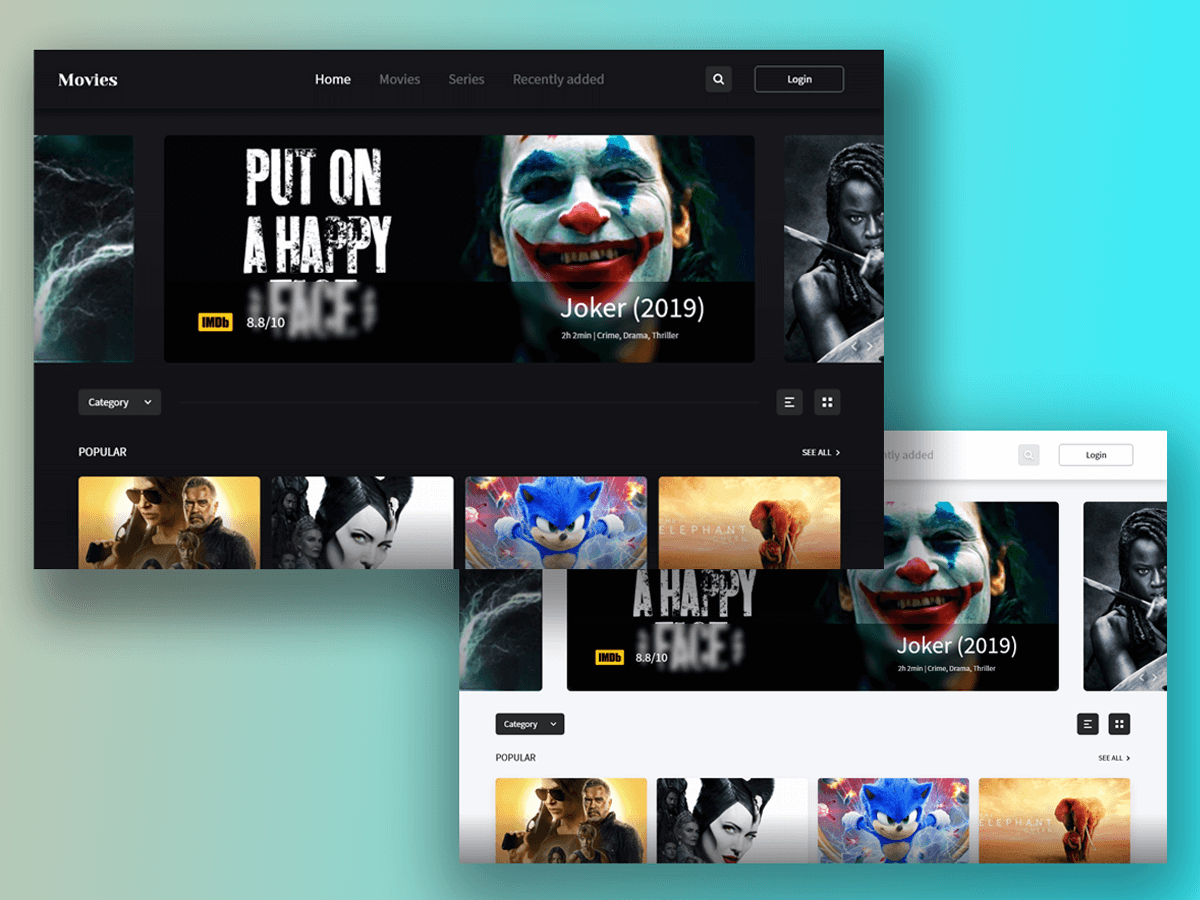 Movies
Home
Movies
Series
Recently added
Login
PUT ON
A HAPPY
FACE
IMDb
8.8/10
Joker (2019)
2h 2min | Crime, Drama, Thriller
Category
POPULAR
SEE ALL
ELEPHANT
ntly added
Login
A HAPPY
FACE
IMDb
8.8/10
Joker (2019)
2h 2min | Crime, Drama, Thriller
Category
POPULAR
SEE ALL
ELEPHANT